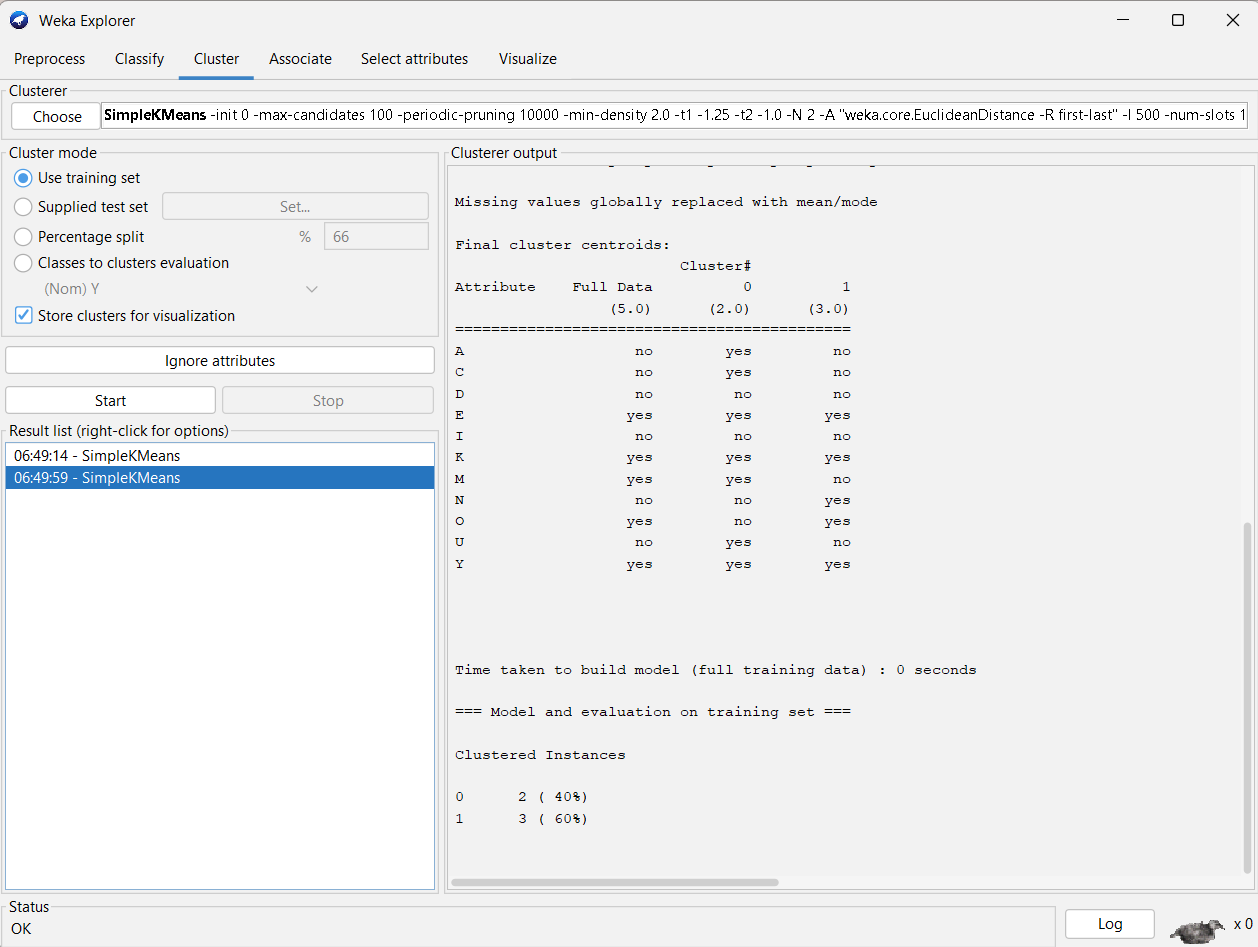 Weka Explorer
Preprocess Classify Cluster Associate Select attributes Visualize
Clusterer
Choose SimpleKMeans -init 0 -max-candidates 100 -periodic-pruning 10000 -min-density 2.0 -t1 -1.25 -t2 -1.0 -N 2 -A "weka.core.EuclideanDistance -R first-last" -I 500 -num-slots 1
Cluster mode
Use training set
Supplied test set Set...
Percentage split % 66
Classes to clusters evaluation
(Nom) Y
Store clusters for visualization
Ignore attributes
Start Stop
Result list (right-click for options)
06:49:14 - SimpleKMeans
06:49:59 - SimpleKMeans
Clusterer output
Missing values globally replaced with mean/mode
Final cluster centroids:
Cluster#
Attribute Full Data 0 1
(5.0) (2.0) (3.0)
============================================
A no yes no
C no yes no
D no no no
E yes yes yes
I no no no
K yes yes yes
M yes yes no
N no no yes
O yes no yes
U no yes no
Y yes yes yes
Time taken to build model (full training data) : 0 seconds
=== Model and evaluation on training set ===
Clustered Instances
0 2 ( 40%)
1 3 ( 60%)
Status
OK
Log x 0